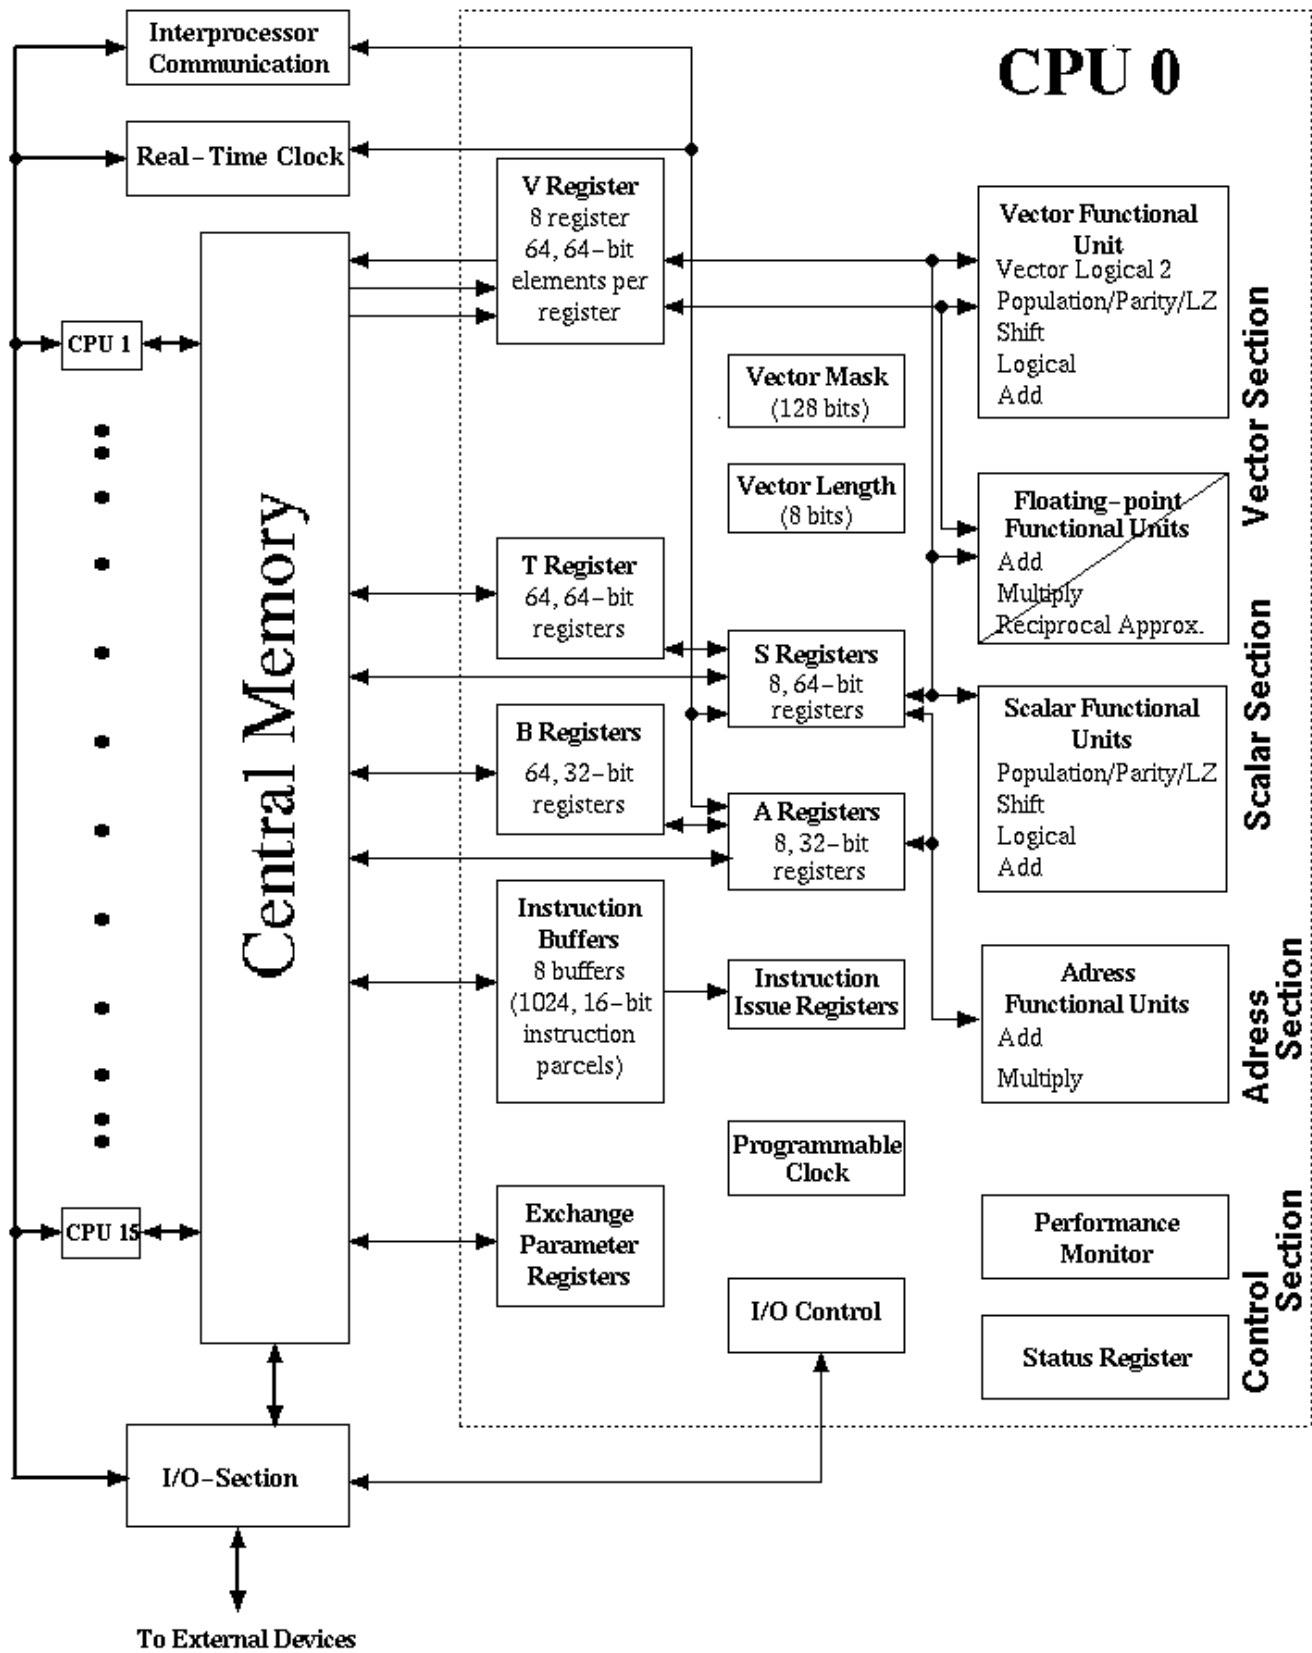 Interprocessor
Communication
CPU 0
Real-Time Clock
V Register
8 register
64, 64-bit
elements per
register
Vector Functional
Unit
Vector Logical 2
Population/Parity/LZ
Shift
Logical
Add
Vector Section
CPU 1
Vector Mask
(128 bits)
Vector Length
(8 bits)
Floating-point
Functional Units
Add
Multiply
Reciprocal Approx.
Central Memory
T Register
64, 64-bit
registers
S Registers
8, 64-bit
registers
Scalar Functional
Units
Population/Parity/LZ
Shift
Logical
Add
Scalar Section
B Registers
64, 32-bit
registers
A Registers
8, 32-bit
registers
Instruction
Buffers
8 buffers
(1024, 16-bit
instruction
parcels)
Instruction
Issue Registers
Adress
Functional Units
Add
Multiply
Adress
Section
Programmable
Clock
CPU 15
Exchange
Parameter
Registers
Performance
Monitor
I/O Control
Status Register
Control
Section
I/O-Section
To External Devices